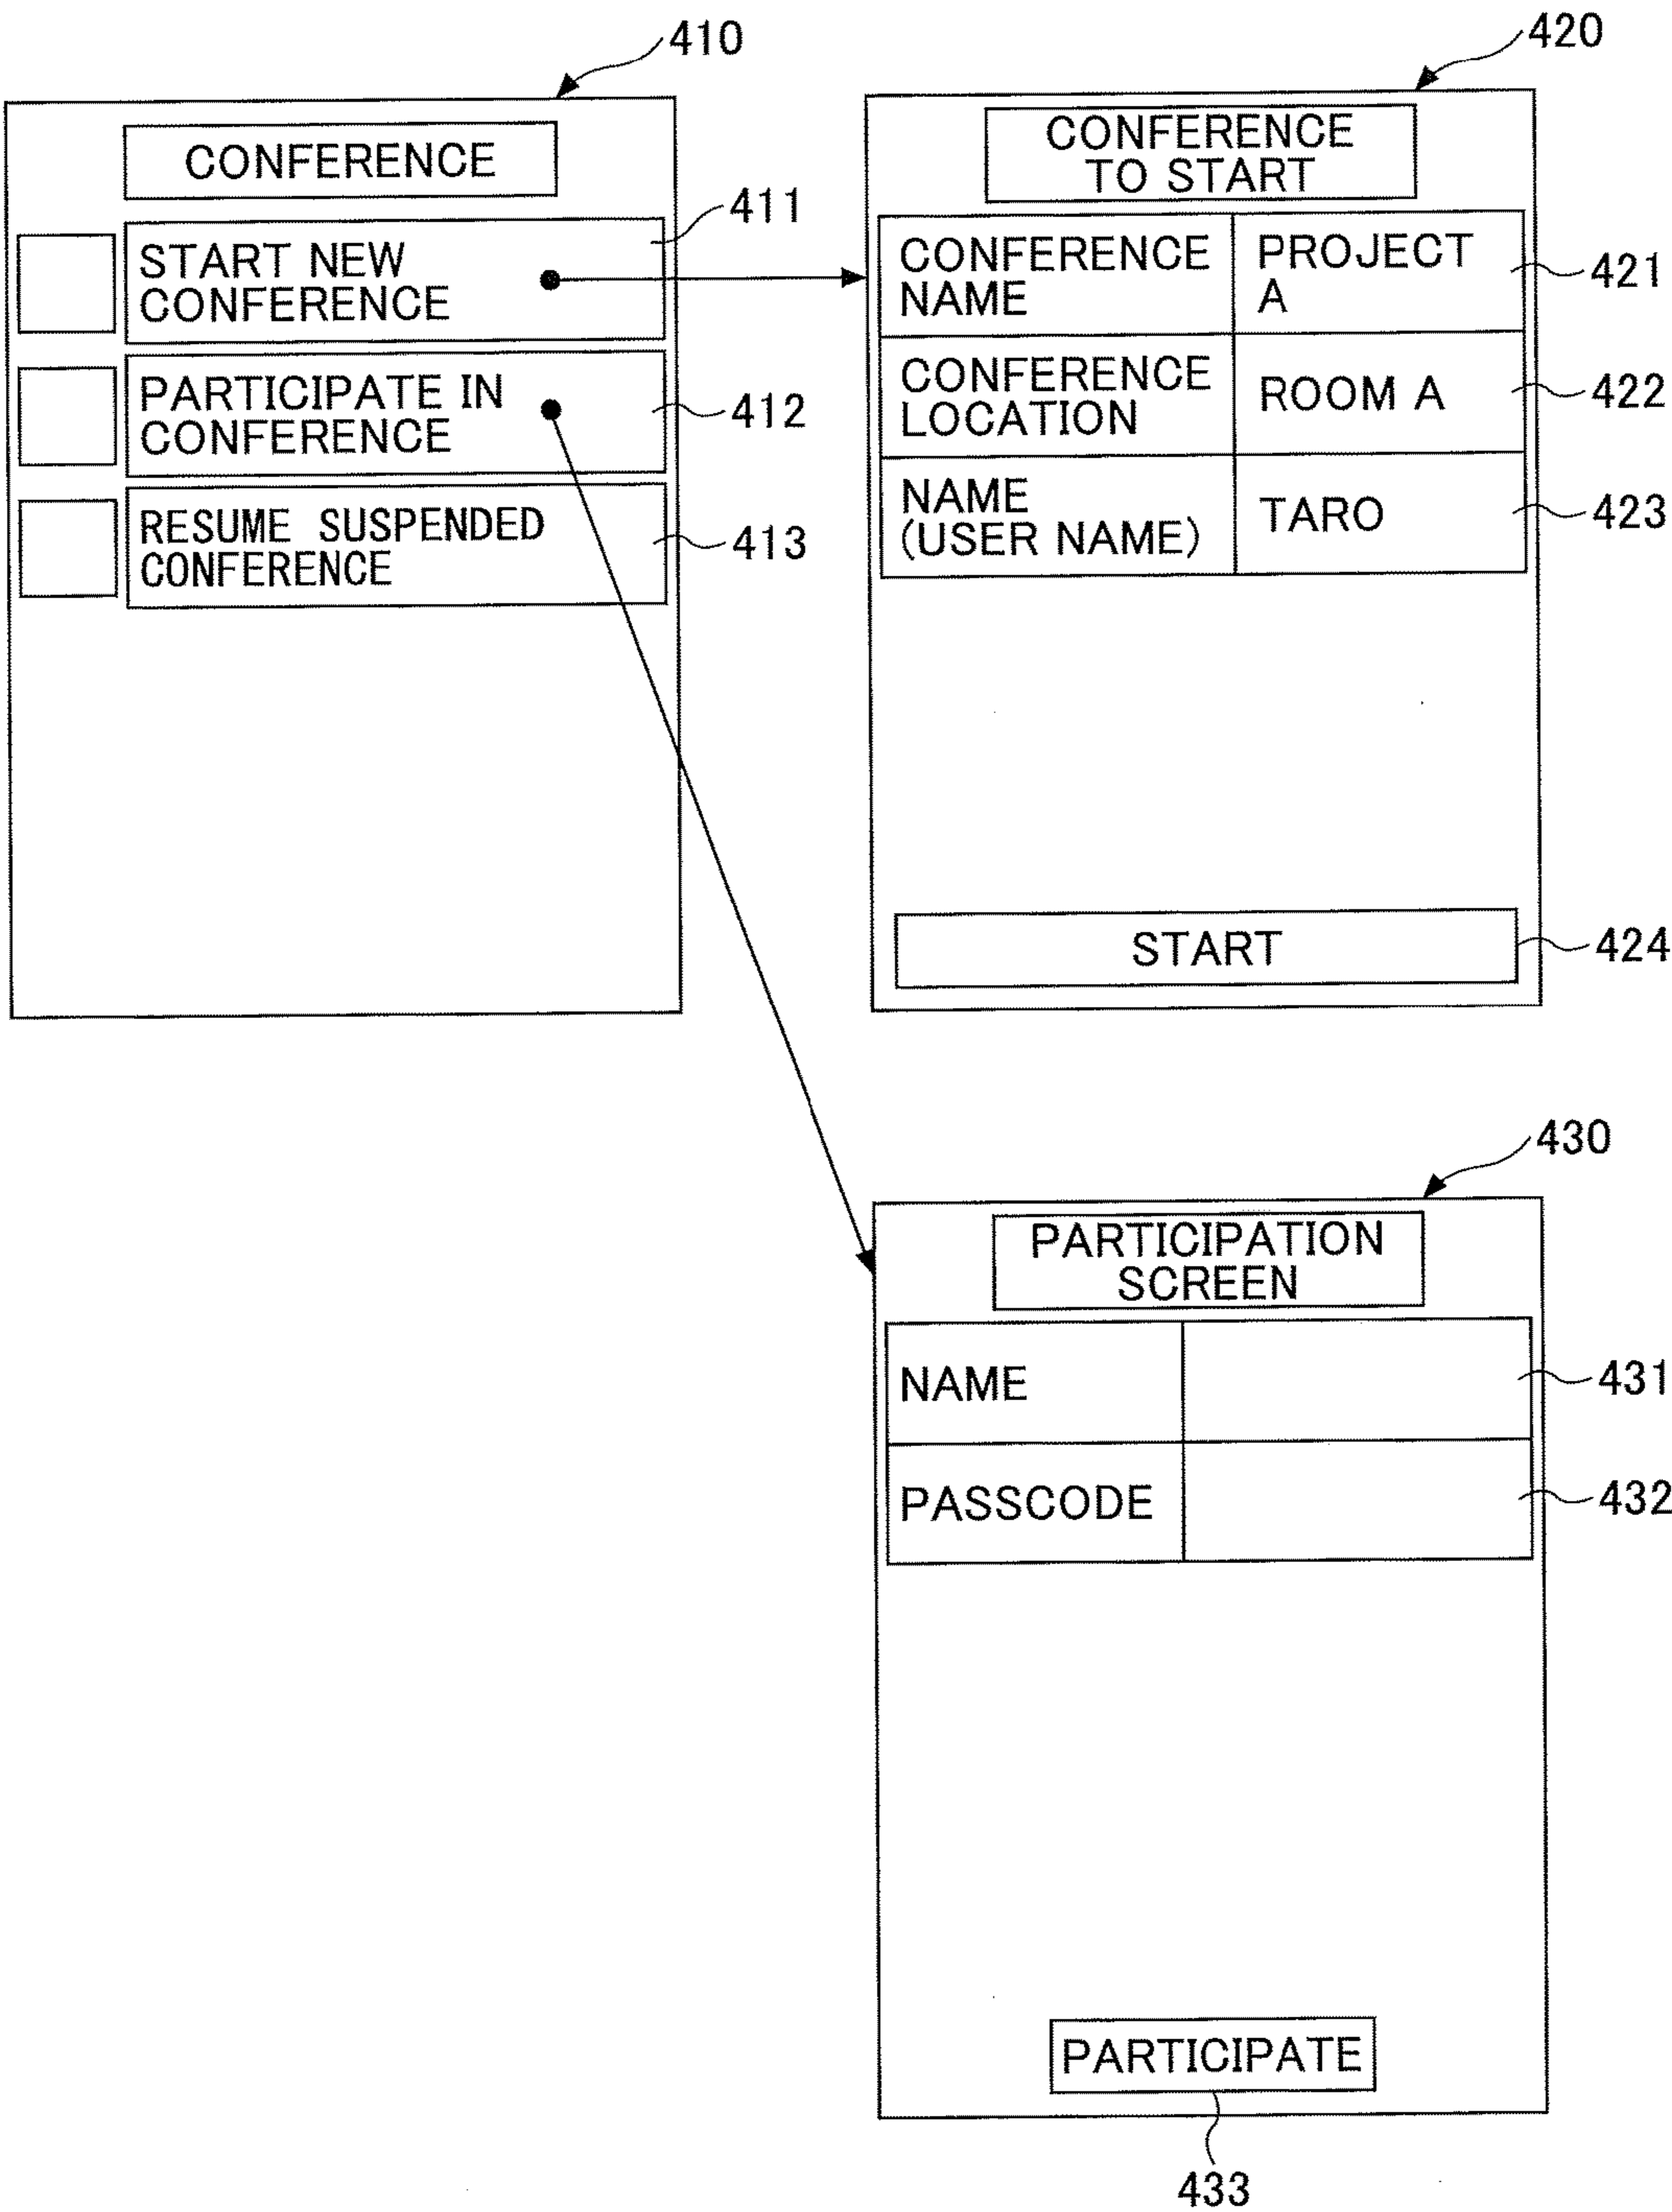 410
CONFERENCE
START NEW
CONFERENCE
411
PARTICIPATE IN
CONFERENCE
412
RESUME SUSPENDED
CONFERENCE
413
420
CONFERENCE
TO START
CONFERENCE
NAME
PROJECT
A
421
CONFERENCE
LOCATION
ROOM A
422
NAME
(USER NAME)
TARO
423
START
424
430
PARTICIPATION
SCREEN
NAME
431
PASSCODE
432
PARTICIPATE
433